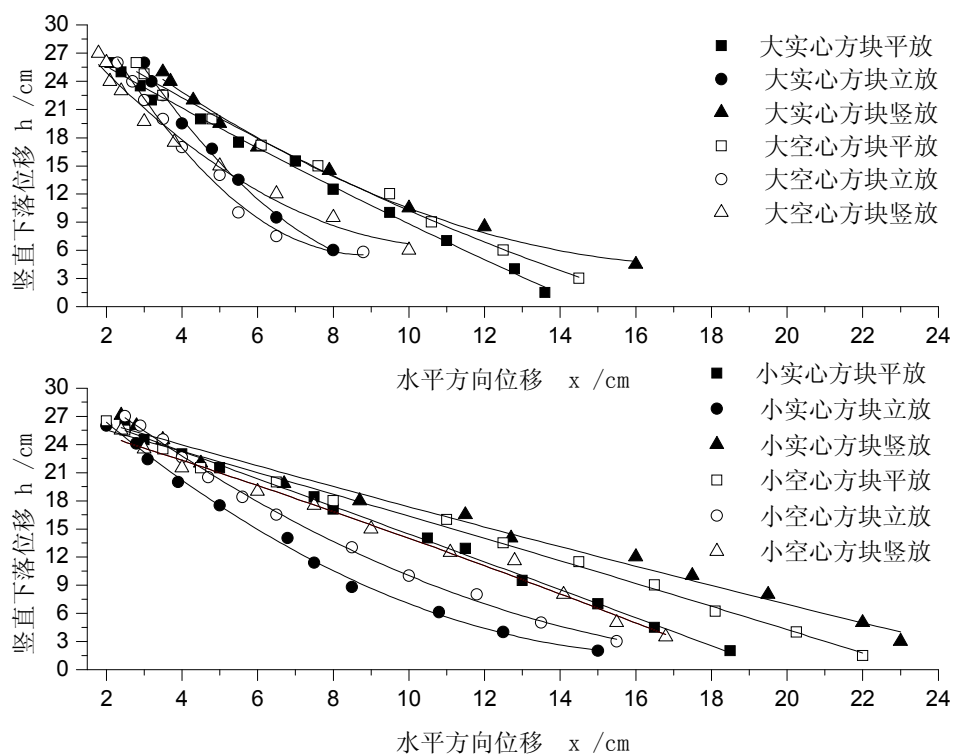 30
27
24
21
18
15
12
9
6
3
0
竖直下落位移 h /cm
大实心方块平放
大实心方块立放
大实心方块竖放
大空心方块平放
大空心方块立放
大空心方块竖放
2 4 6 8 10 12 14 16 18 20 22 24
水平方向位移 x /cm
30
27
24
21
18
15
12
9
6
3
0
竖直下落位移 h /cm
小实心方块平放
小实心方块立放
小实心方块竖放
小空心方块平放
小空心方块立放
小空心方块竖放
2 4 6 8 10 12 14 16 18 20 22 24
水平方向位移 x /cm